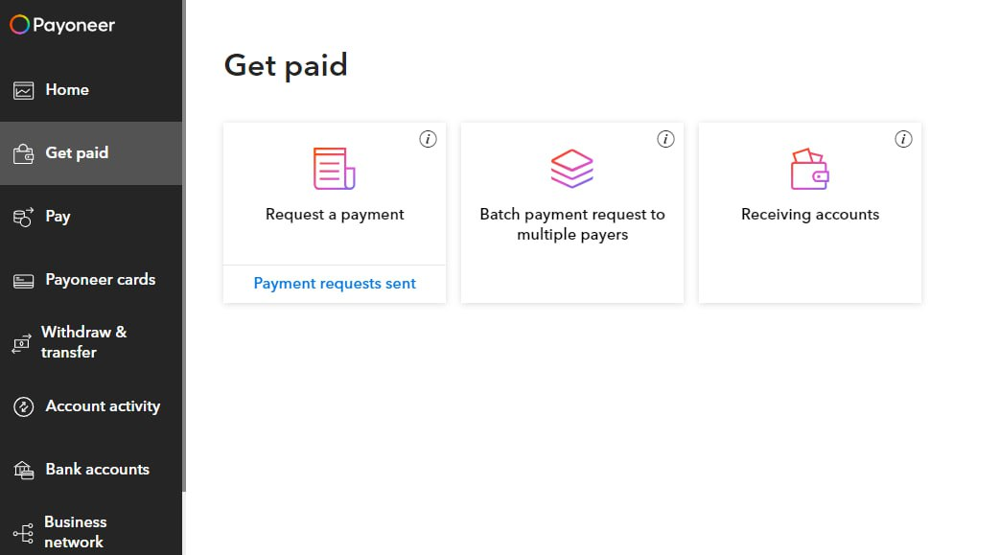 Payoneer
Home
Get paid
Pay
Payoneer cards
Withdraw &
transfer
Account activity
Bank accounts
Business
network
Get paid
i
Request a payment
Payment requests sent
i
Batch payment request to
multiple payers
i
Receiving accounts